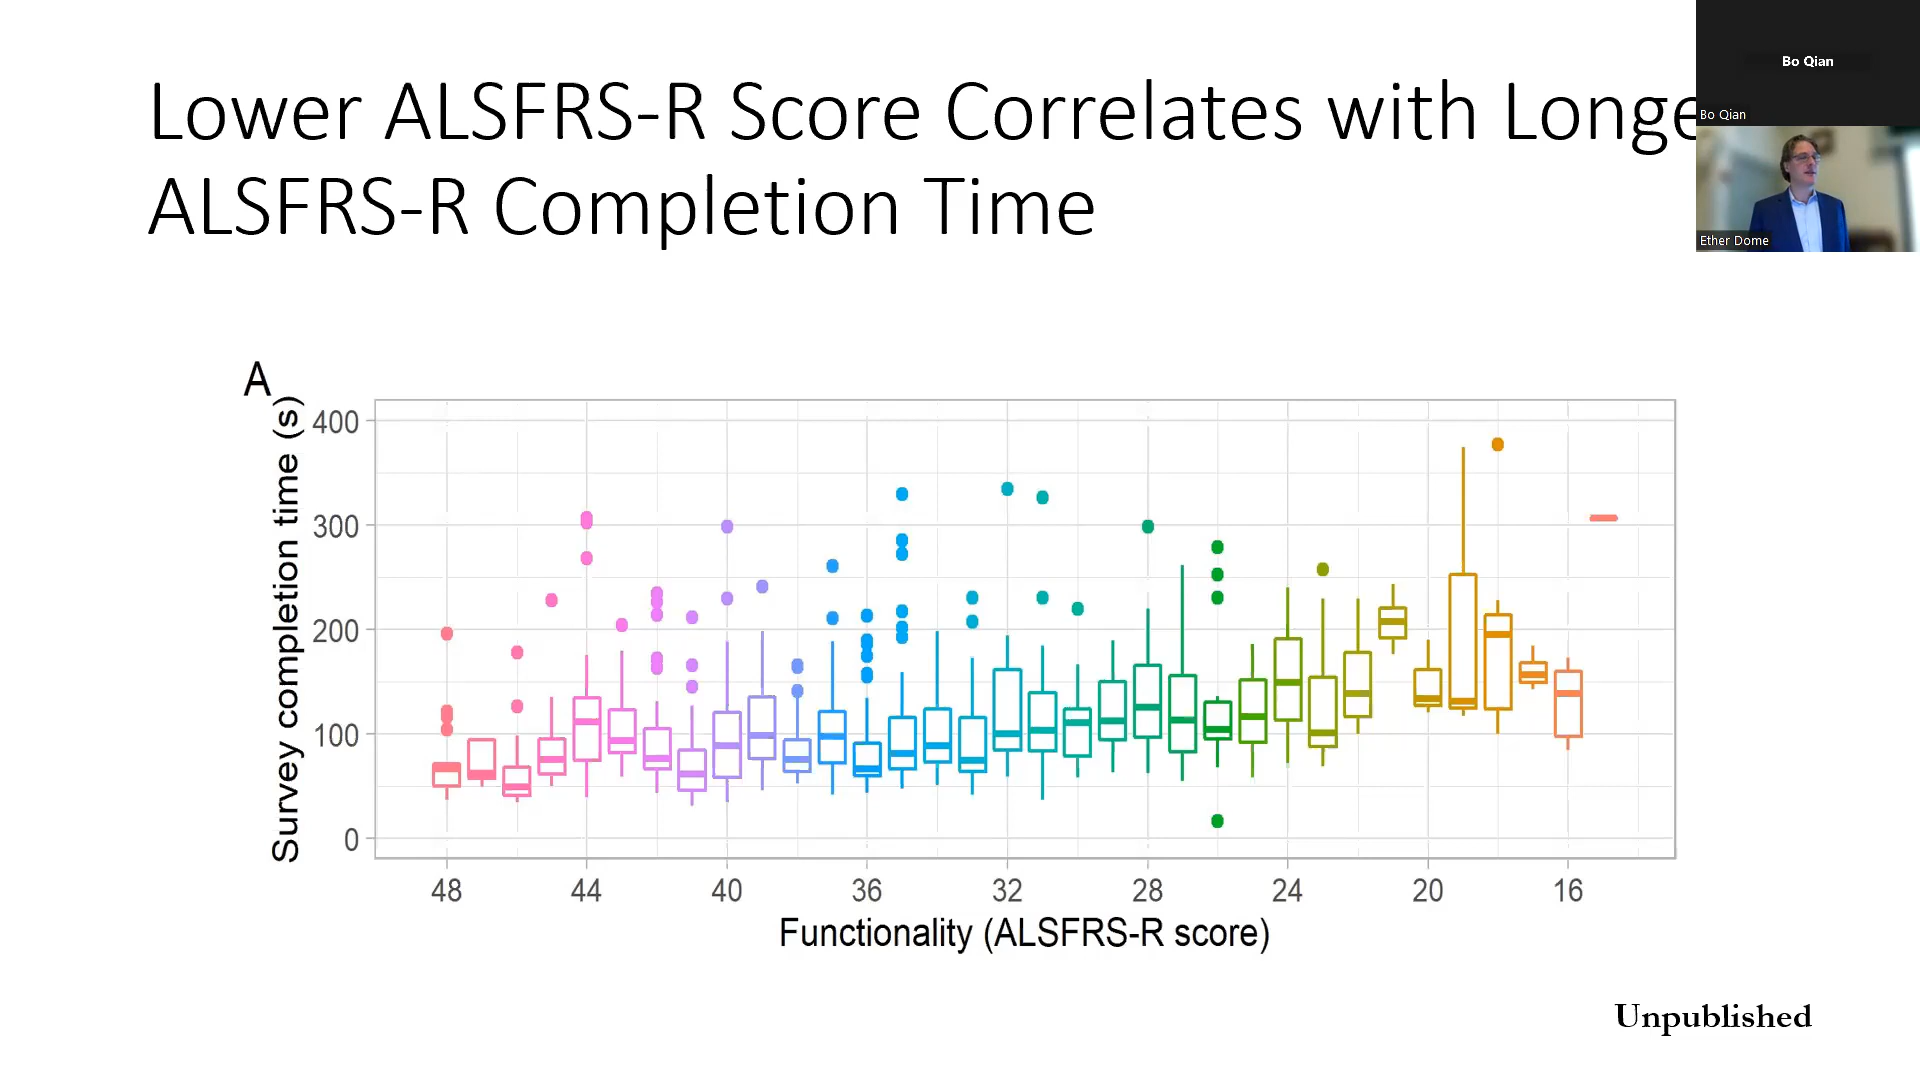 Lower ALSFRS-R Score Correlates with Longe
ALSFRS-R Completion Time
Bo Qian
Bo Qian
Ether Dome
A
Survey completion time (s)
400
300
200
100
0
48 44 40 36 32 28 24 20 16
Functionality (ALSFRS-R score)
Unpublished